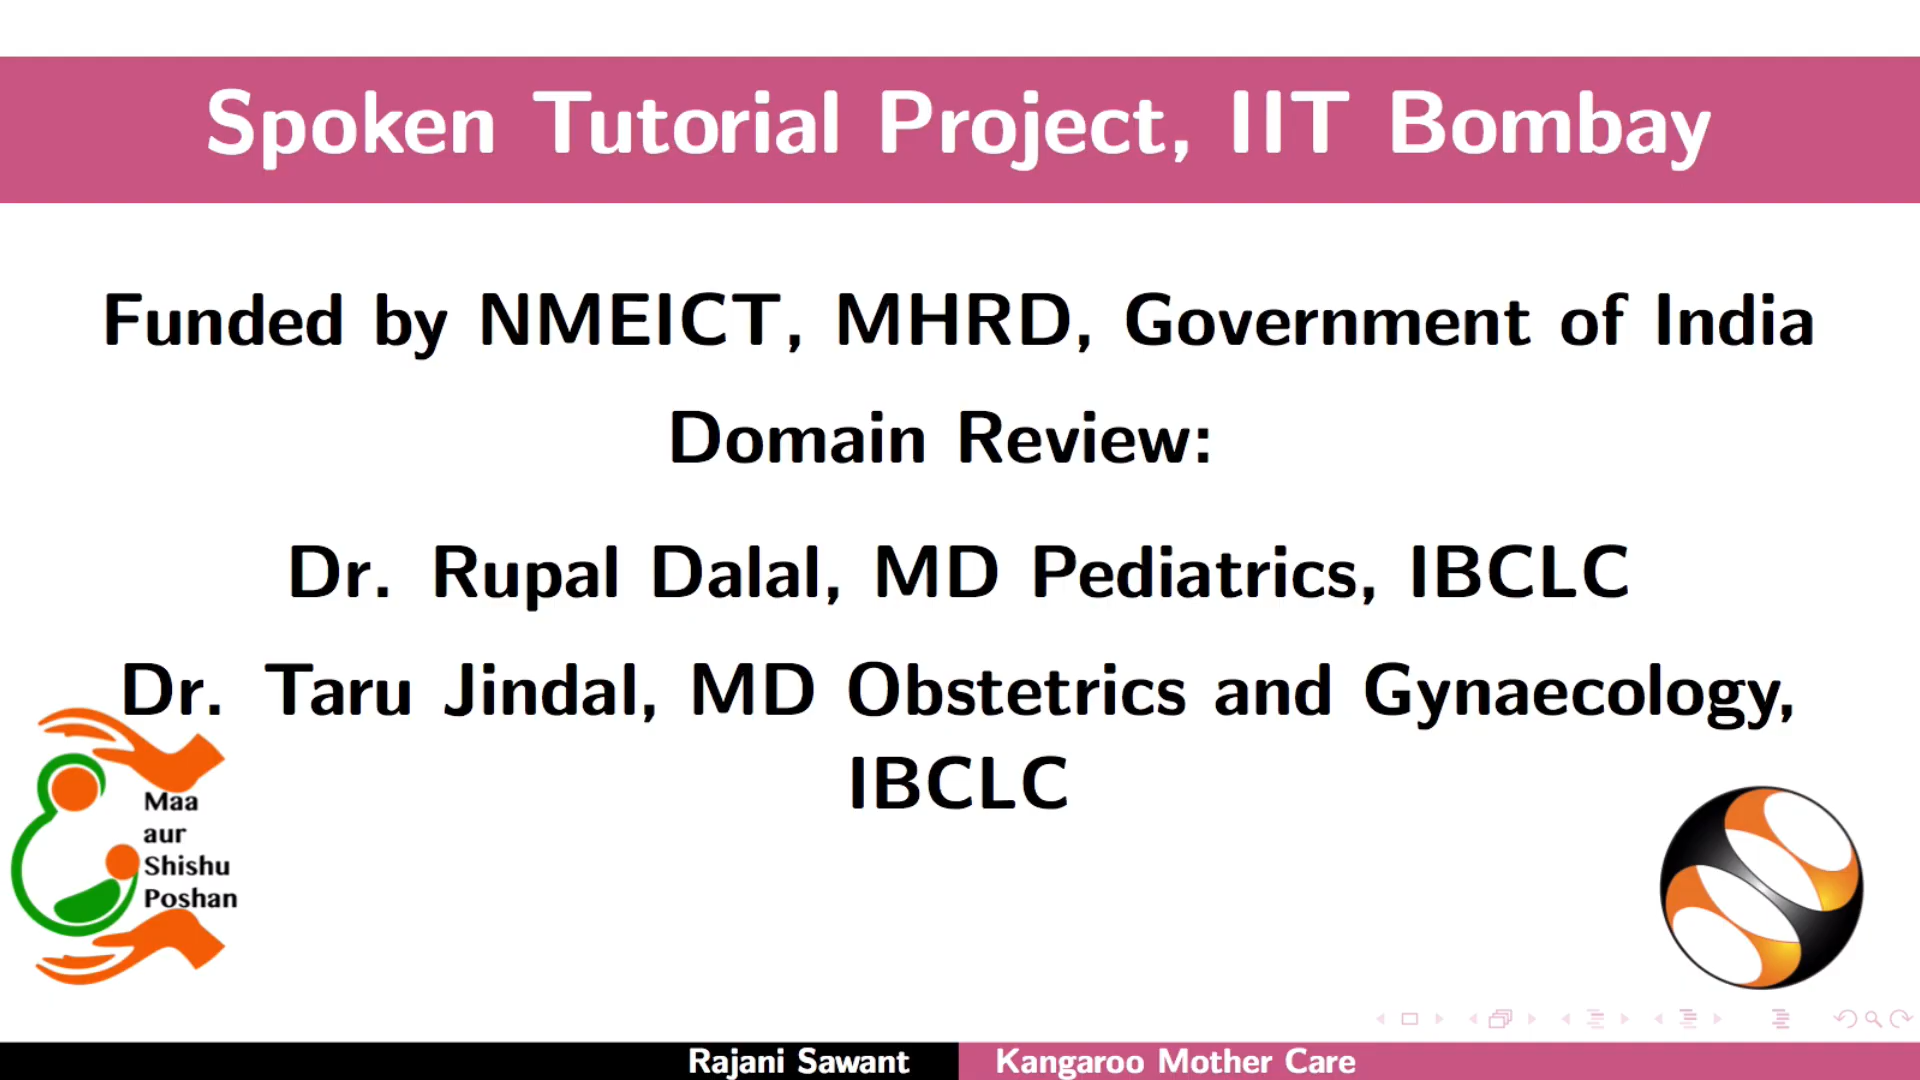 Spoken Tutorial Project, IIT Bombay
Funded by NMEICT, MHRD, Government of India
Domain Review:
Dr. Rupal Dalal, MD Pediatrics, IBCLC
Dr. Taru Jindal, MD Obstetrics and Gynaecology,
IBCLC
Maa
aur
Shishu
Poshan
Rajani Sawant
Kangaroo Mother Care